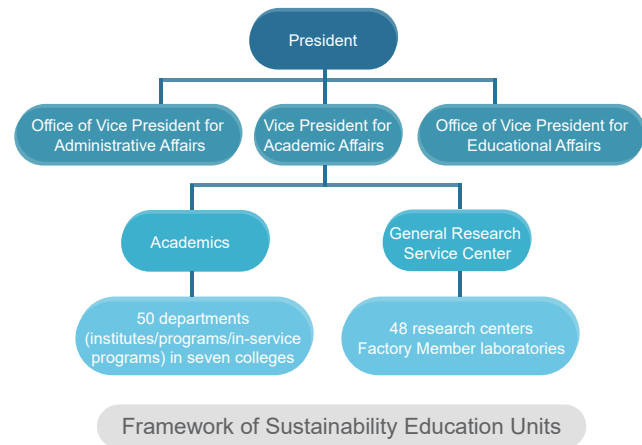 President
Office of Vice President for
Administrative Affairs
Vice President for
Academic Affairs
Office of Vice President for
Educational Affairs
Academics
General Research
Service Center
50 departments
(institutes/programs/in-service
programs) in seven colleges
48 research centers
Factory Member laboratories
Framework of Sustainability Education Units